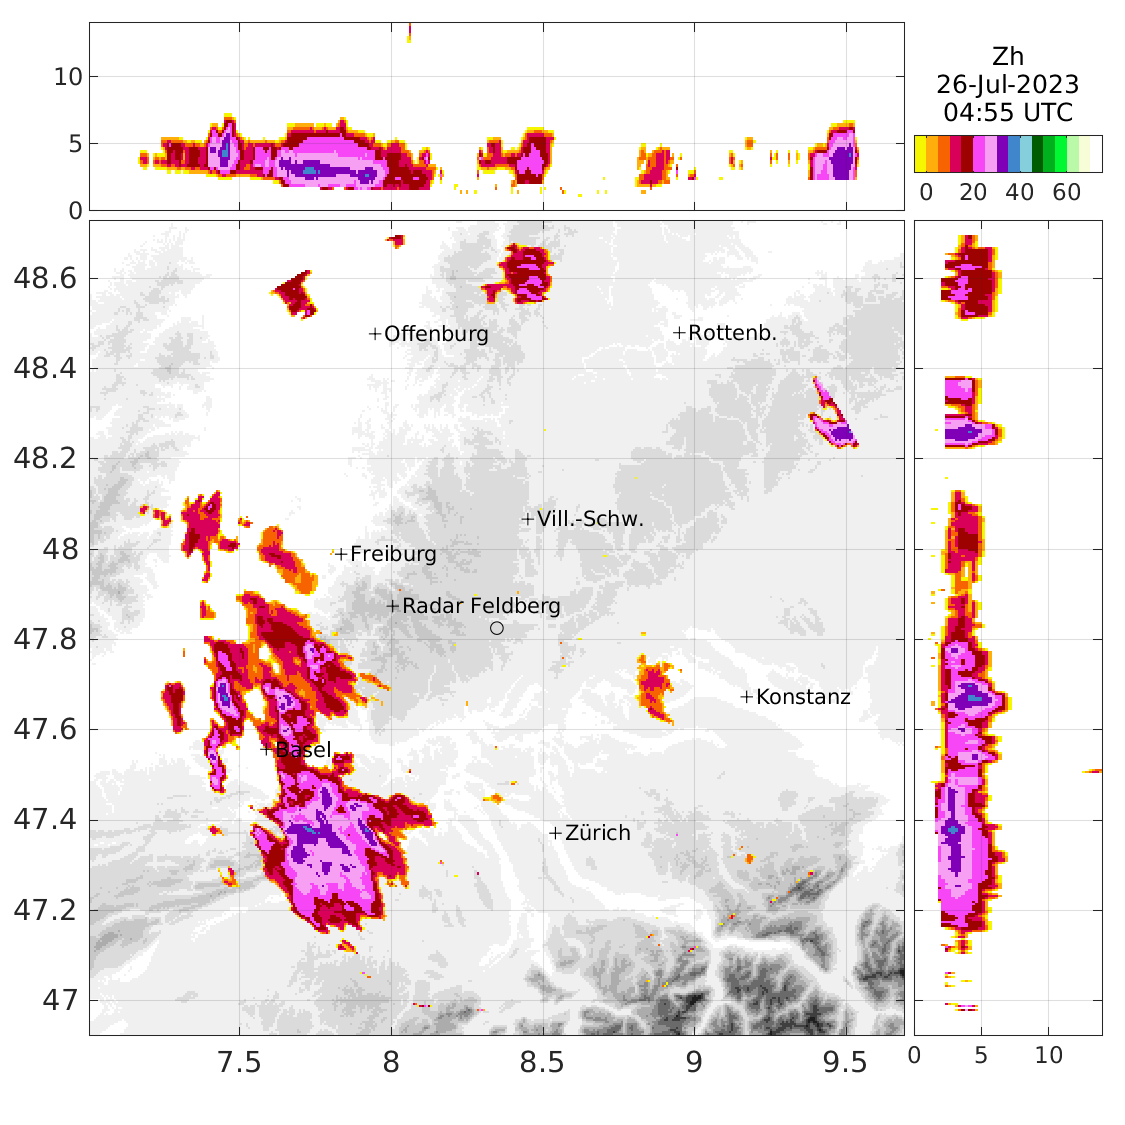 Zh
26-Jul-2023
04:55 UTC
0 20 40 60
10
5
0
48.6
48.4
48.2
48
47.8
47.6
47.4
47.2
47
+Offenburg
+Rottenb.
+Vill.-Schw.
+Freiburg
+Radar Feldberg
+Konstanz
+Basel
+Zürich
7.5 8 8.5 9 9.5
0 5 10